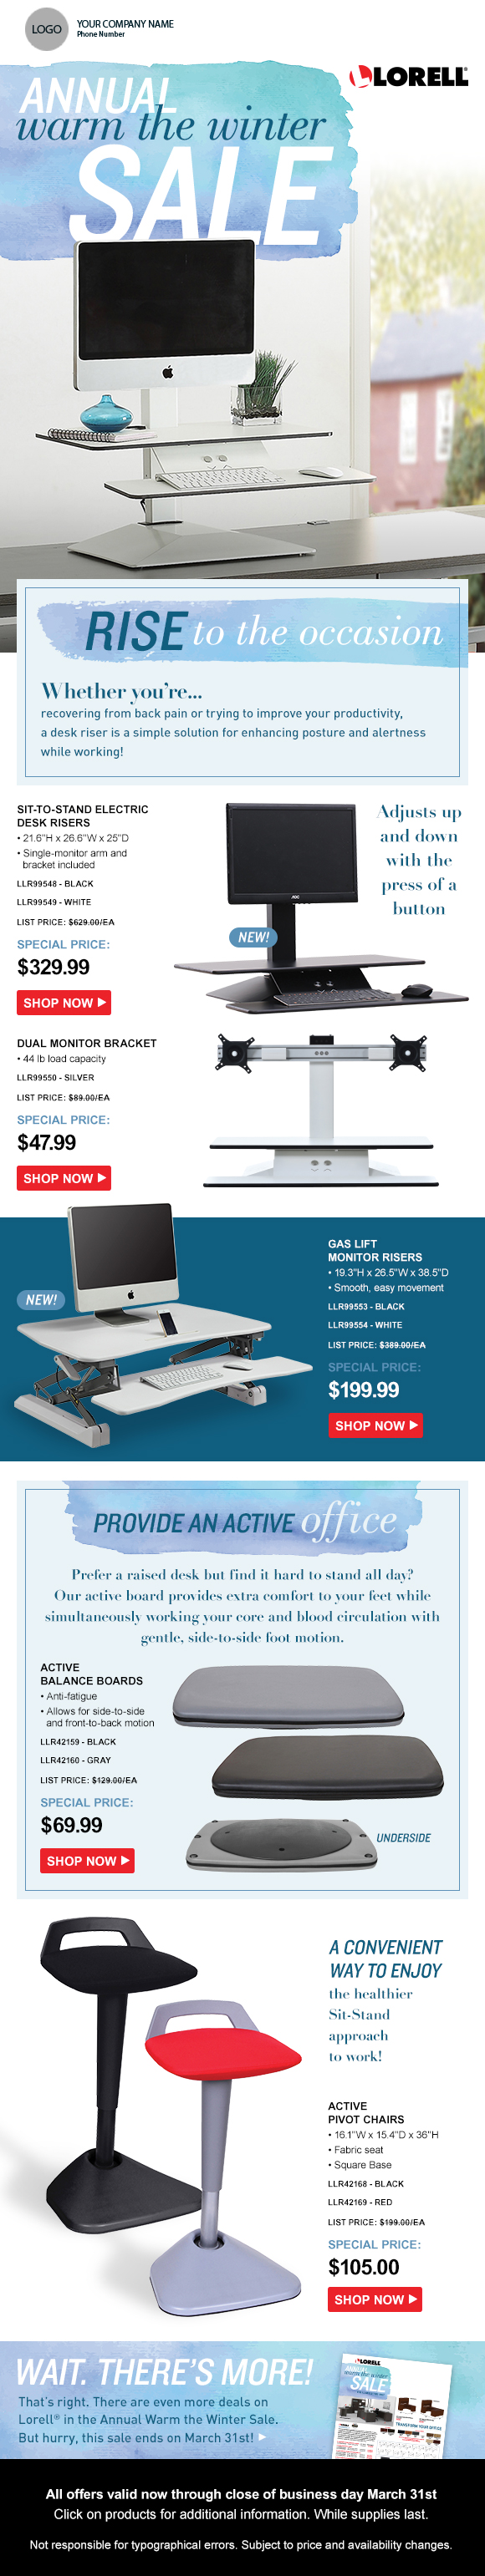 LOGO
YOUR COMPANY NAME
Phone Number
LORELL®
ANNUAL
warm the winter
SALE
RISE to the occasion
Whether you're...
recovering from back pain or trying to improve your productivity,
a desk riser is a simple solution for enhancing posture and alertness
while working!
SIT-TO-STAND ELECTRIC
DESK RISERS
• 21.6"H x 26.6"W x 25"D
• Single-monitor arm and
bracket included
LLR99548 - BLACK
LLR99549 - WHITE
LIST PRICE: $629.00/EA
SPECIAL PRICE:
$329.99
SHOP NOW ▶
Adjusts up
and down
with the
press of a
button
AOC
NEW!
DUAL MONITOR BRACKET
• 44 lb load capacity
LLR99550 - SILVER
LIST PRICE: $89.00/EA
SPECIAL PRICE:
$47.99
SHOP NOW ▶
NEW!
GAS LIFT
MONITOR RISERS
• 19.3"H x 26.5"W x 38.5"D
• Smooth, easy movement
LLR99553 - BLACK
LLR99554 - WHITE
LIST PRICE: $389.00/EA
SPECIAL PRICE:
$199.99
SHOP NOW ▶
PROVIDE AN ACTIVE office
Prefer a raised desk but find it hard to stand all day?
Our active board provides extra comfort to your feet while
simultaneously working your core and blood circulation with
gentle, side-to-side foot motion.
ACTIVE
BALANCE BOARDS
• Anti-fatigue
• Allows for side-to-side
and front-to-back motion
LLR42159 - BLACK
LLR42160 - GRAY
LIST PRICE: $129.00/EA
SPECIAL PRICE:
$69.99
SHOP NOW ▶
UNDERSIDE
A CONVENIENT
WAY TO ENJOY
the healthier
Sit-Stand
approach
to work!
ACTIVE
PIVOT CHAIRS
• 16.1"W x 15.4"D x 36"H
• Fabric seat
• Square Base
LLR42168 - BLACK
LLR42169 - RED
LIST PRICE: $199.00/EA
SPECIAL PRICE:
$105.00
SHOP NOW ▶
WAIT. THERE'S MORE!
That's right. There are even more deals on
Lorell® in the Annual Warm the Winter Sale.
But hurry, this sale ends on March 31st! ▶
LORELL
ANNUAL
warm the winter
SALE
TRANSFORM YOUR OFFICE
All offers valid now through close of business day March 31st
Click on products for additional information. While supplies last.
Not responsible for typographical errors. Subject to price and availability changes.